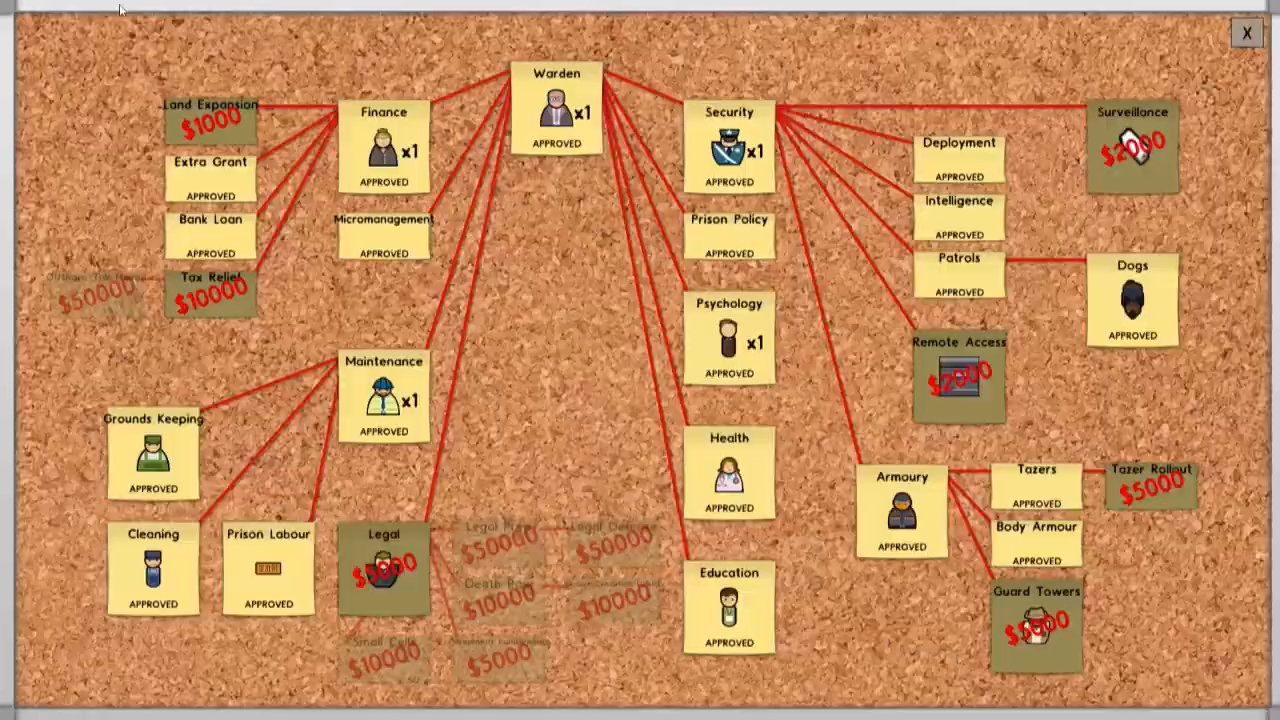 X
Warden
x1
APPROVED
Land Expansion
$1000
Extra Grant
APPROVED
Bank Loan
APPROVED
Tax Relief
$10000
$50000
Finance
x1
APPROVED
Micromanagement
APPROVED
Maintenance
x1
APPROVED
Grounds Keeping
APPROVED
Cleaning
APPROVED
Prison Labour
APPROVED
Legal
$5000
Legal Prep
$50000
Legal Defense
$50000
Death Row
$10000
$10000
Small Cells
$10000
$5000
Security
x1
APPROVED
Prison Policy
APPROVED
Psychology
x1
APPROVED
Health
APPROVED
Education
APPROVED
Deployment
APPROVED
Intelligence
APPROVED
Patrols
APPROVED
Remote Access
$2000
Surveillance
$2000
Dogs
APPROVED
Armoury
APPROVED
Tazers
APPROVED
Tazer Rollout
$5000
Body Armour
APPROVED
Guard Towers
$5000